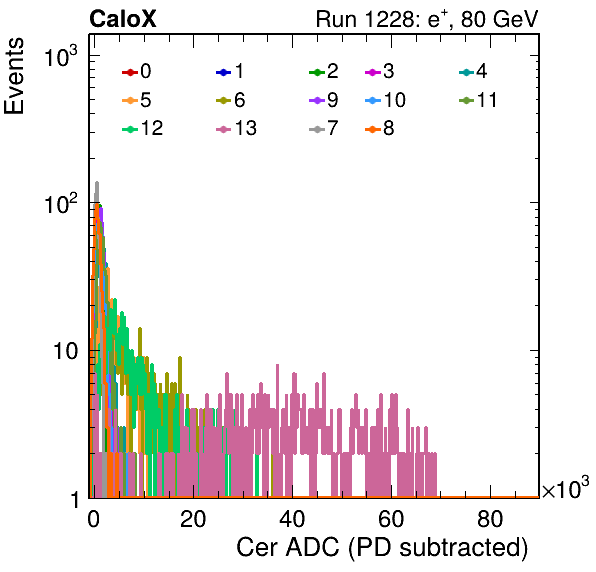 CaloX Run 1228: e⁺, 80 GeV
Events
10³
10²
10
1
0 1 2 3 4
5 6 9 10 11
12 13 7 8
0 20 40 60 80
×10³
Cer ADC (PD subtracted)